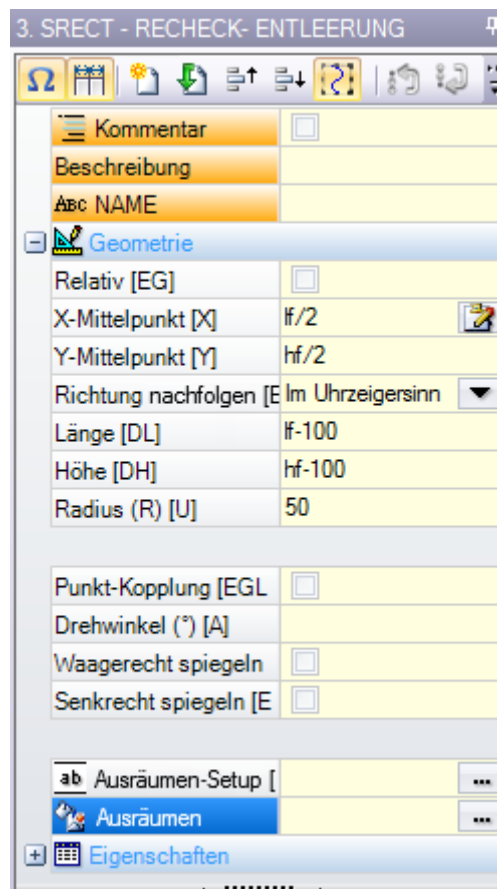 3. SRECT - RECHECK- ENTLEERUNG
Kommentar
Beschreibung
ABC NAME
Geometrie
Relativ [EG]
X-Mittelpunkt [X] lf/2
Y-Mittelpunkt [Y] hf/2
Richtung nachfolgen [E Im Uhrzeigersinn
Länge [DL] lf-100
Höhe [DH] hf-100
Radius (R) [U] 50
Punkt-Kopplung [EGL
Drehwinkel (°) [A]
Waagerecht spiegeln
Senkrecht spiegeln [E
ab Ausräumen-Setup [ ...
Ausräumen ...
Eigenschaften